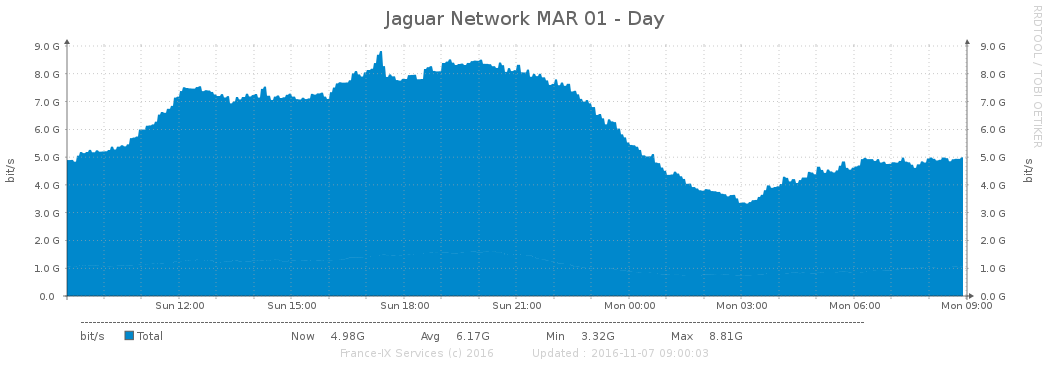 Jaguar Network MAR 01 - Day
RRDTOOL / TOBI OETIKER
bit/s
9.0 G 9.0 G
8.0 G 8.0 G
7.0 G 7.0 G
6.0 G 6.0 G
5.0 G 5.0 G
4.0 G 4.0 G
3.0 G 3.0 G
2.0 G 2.0 G
1.0 G 1.0 G
0.0 0.0 G
bit/s
Sun 12:00 Sun 15:00 Sun 18:00 Sun 21:00 Mon 00:00 Mon 03:00 Mon 06:00 Mon 09:00
bit/s Total Now 4.98G Avg 6.17G Min 3.32G Max 8.81G
France-IX Services (c) 2016 Updated : 2016-11-07 09:00:03